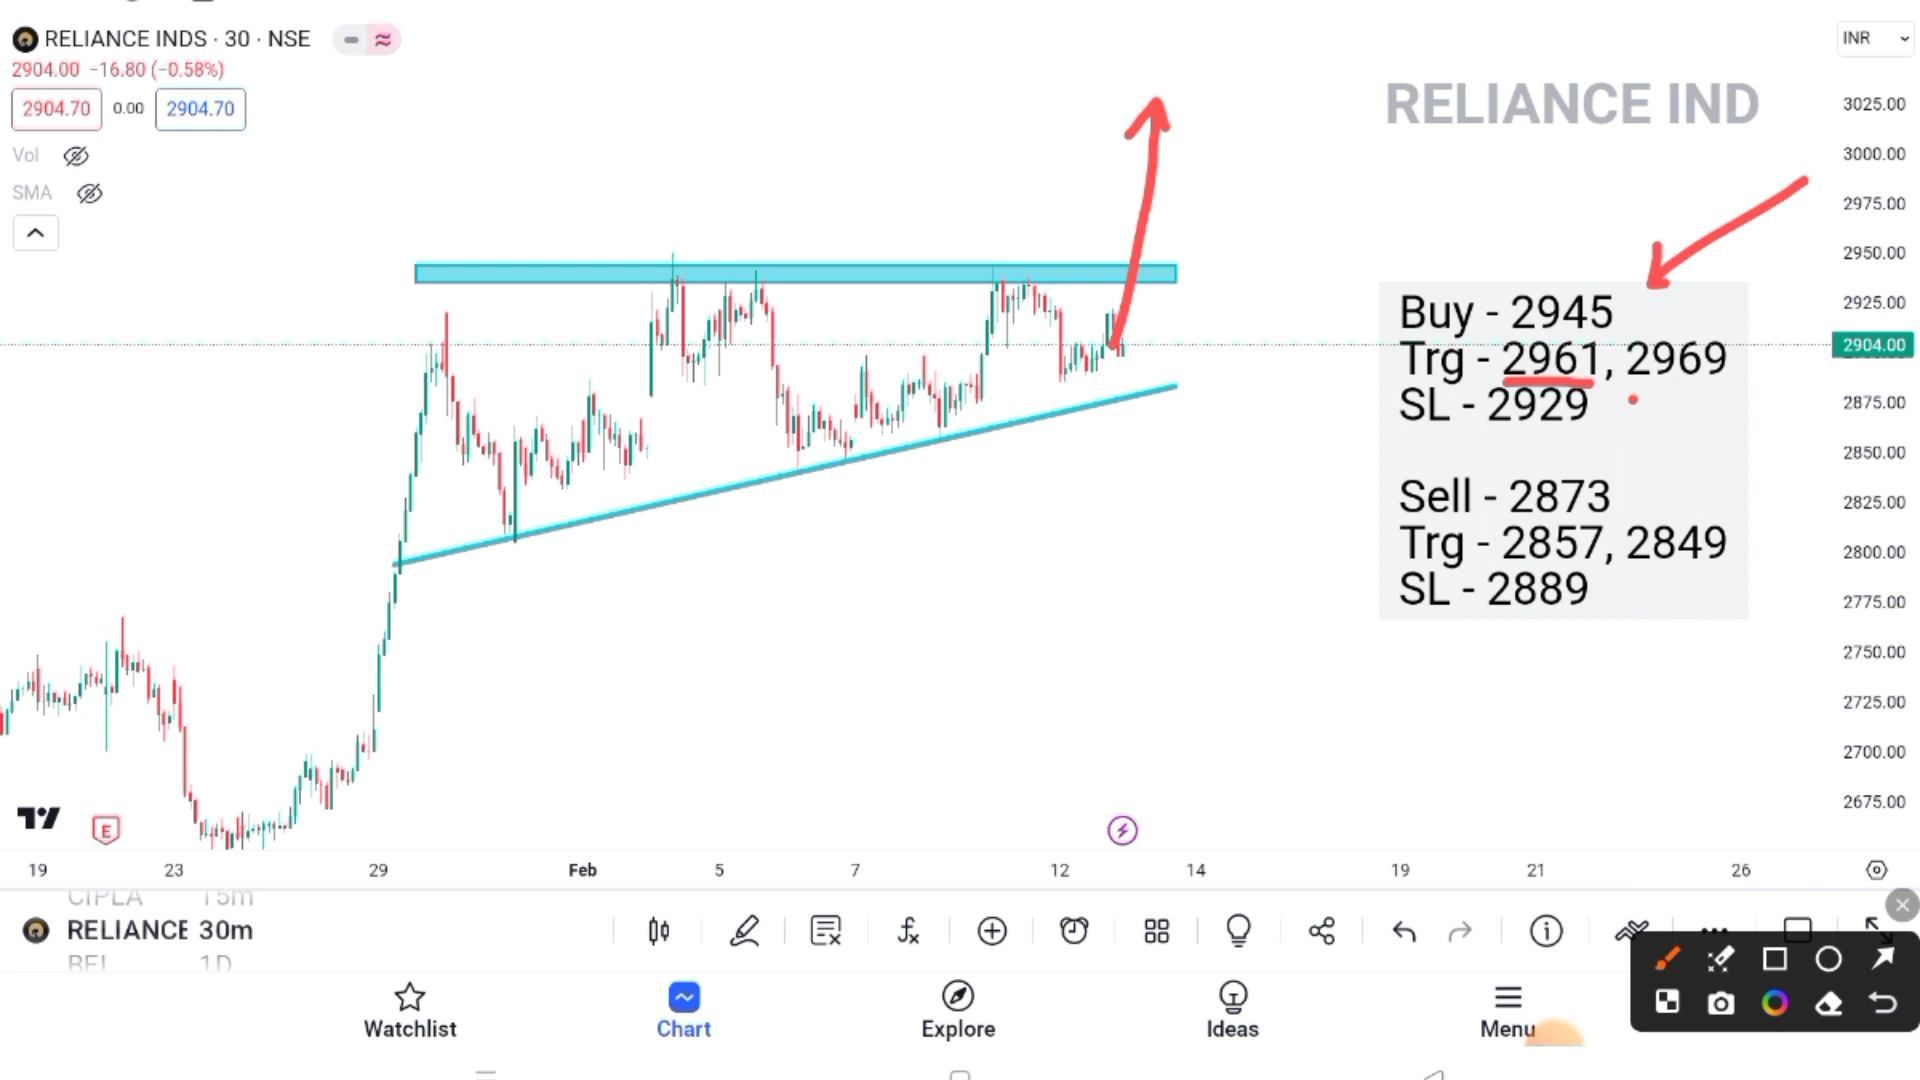 RELIANCE INDS · 30 · NSE
2904.00 −16.80 (−0.58%)
2904.70 0.00 2904.70
Vol
SMA
INR
RELIANCE IND
3025.00
3000.00
2975.00
2950.00
2925.00
2904.00
2875.00
2850.00
2825.00
2800.00
2775.00
2750.00
2725.00
2700.00
2675.00
Buy - 2945
Trg - 2961, 2969
SL - 2929
Sell - 2873
Trg - 2857, 2849
SL - 2889
E
19 23 29 Feb 5 7 12 14 19 21 26
CIPLA 15m
RELIANCE 30m
BEL 1D
Watchlist Chart Explore Ideas Menu